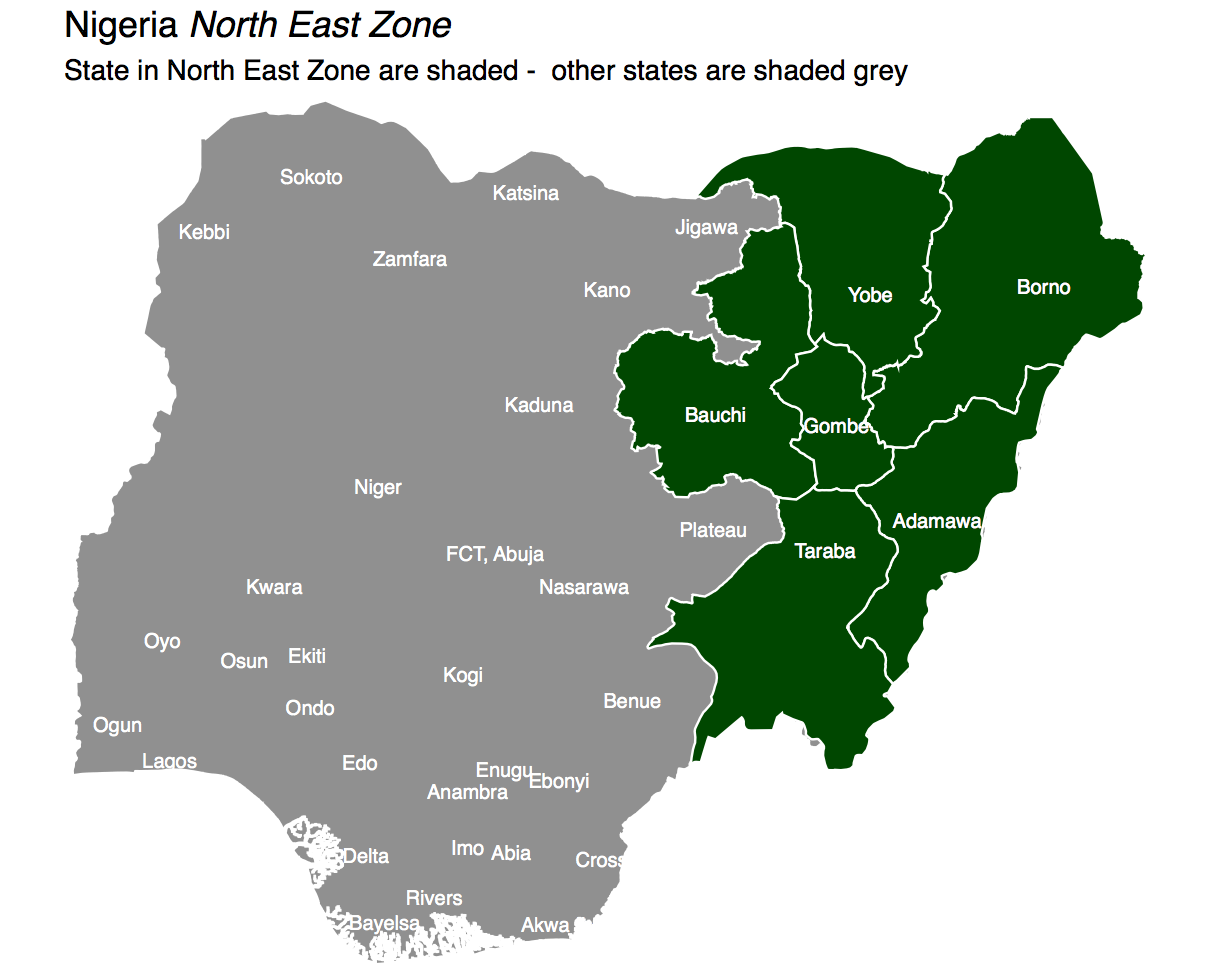 Nigeria North East Zone
State in North East Zone are shaded -  other states are shaded grey
Sokoto
Katsina
Jigawa
Kebbi
Zamfara
Kano
Yobe
Borno
Kaduna
Bauchi
Gombe
Niger
Plateau
Adamawa
FCT, Abuja
Taraba
Kwara
Nasarawa
Oyo
Osun
Ekiti
Kogi
Benue
Ondo
Ogun
Lagos
Edo
Enugu
Ebonyi
Anambra
Delta
Imo
Abia
Cross
Rivers
Bayelsa
Akwa